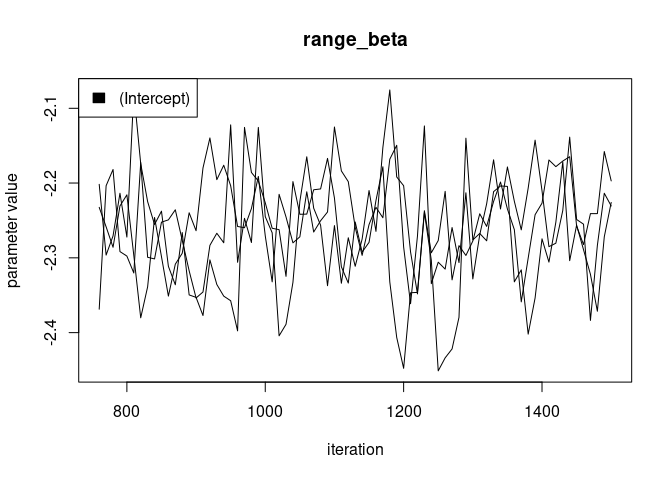 range_beta
(Intercept)
parameter value
-2.1
-2.2
-2.3
-2.4
800 1000 1200 1400
iteration